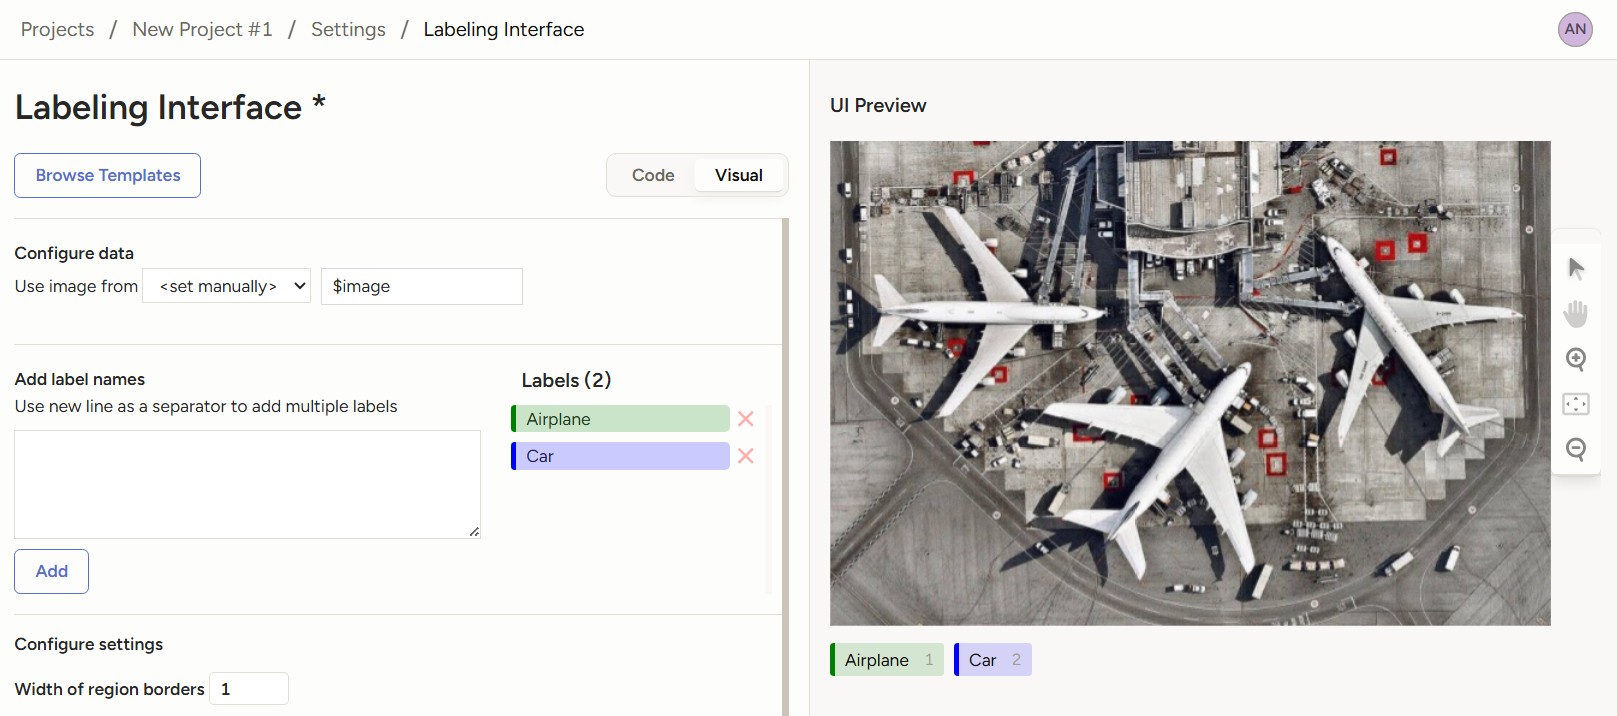 Projects / New Project #1 / Settings / Labeling Interface
AN
Labeling Interface *
Browse Templates
Code Visual
Configure data
Use image from <set manually> $image
Add label names
Use new line as a separator to add multiple labels
Add
Labels (2)
Airplane
Car
Configure settings
Width of region borders 1
UI Preview
Airplane 1 Car 2